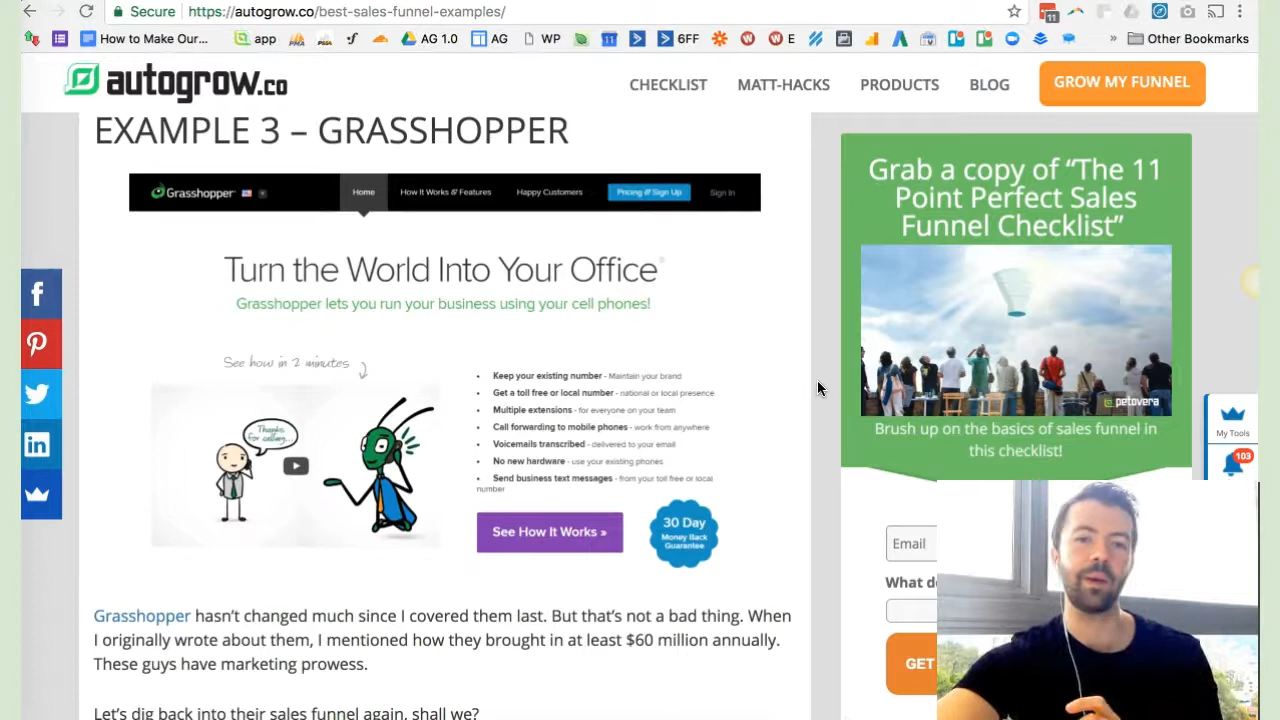 Secure
https://autogrow.co/best-sales-funnel-examples/
11
How to Make Our...
app
AG 1.0
AG
WP
6FF
E
»
Other Bookmarks
autogrow.co
CHECKLIST
MATT-HACKS
PRODUCTS
BLOG
GROW MY FUNNEL
EXAMPLE 3 – GRASSHOPPER
Grasshopper
Home
How It Works & Features
Happy Customers
Pricing & Sign Up
Sign In
Turn the World Into Your Office
Grasshopper lets you run your business using your cell phones!
See how in 2 minutes
Thanks
for calling...
• Keep your existing number - Maintain your brand
• Get a toll free or local number - national or local presence
• Multiple extensions - for everyone on your team
• Call forwarding to mobile phones - work from anywhere
• Voicemails transcribed - delivered to your email
• No new hardware - use your existing phones
• Send business text messages - from your toll free or local
number
See How It Works »
30 Day
Money Back
Guarantee
Grasshopper hasn't changed much since I covered them last. But that's not a bad thing. When
I originally wrote about them, I mentioned how they brought in at least $60 million annually.
These guys have marketing prowess.
Let's dig back into their sales funnel again, shall we?
Grab a copy of “The 11
Point Perfect Sales
Funnel Checklist”
petovera
Brush up on the basics of sales funnel in
this checklist!
Email
What d
GET
My Tools
103